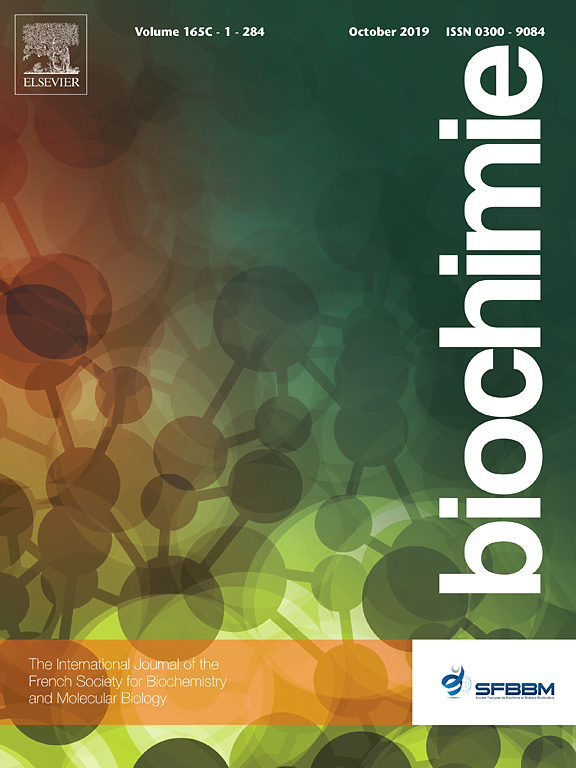 Volume 165C - 1 - 284
October 2019 ISSN 0300 - 9084
ELSEVIER
biochimie
The International Journal of the
French Society for Biochemistry
and Molecular Biology
SFBBM